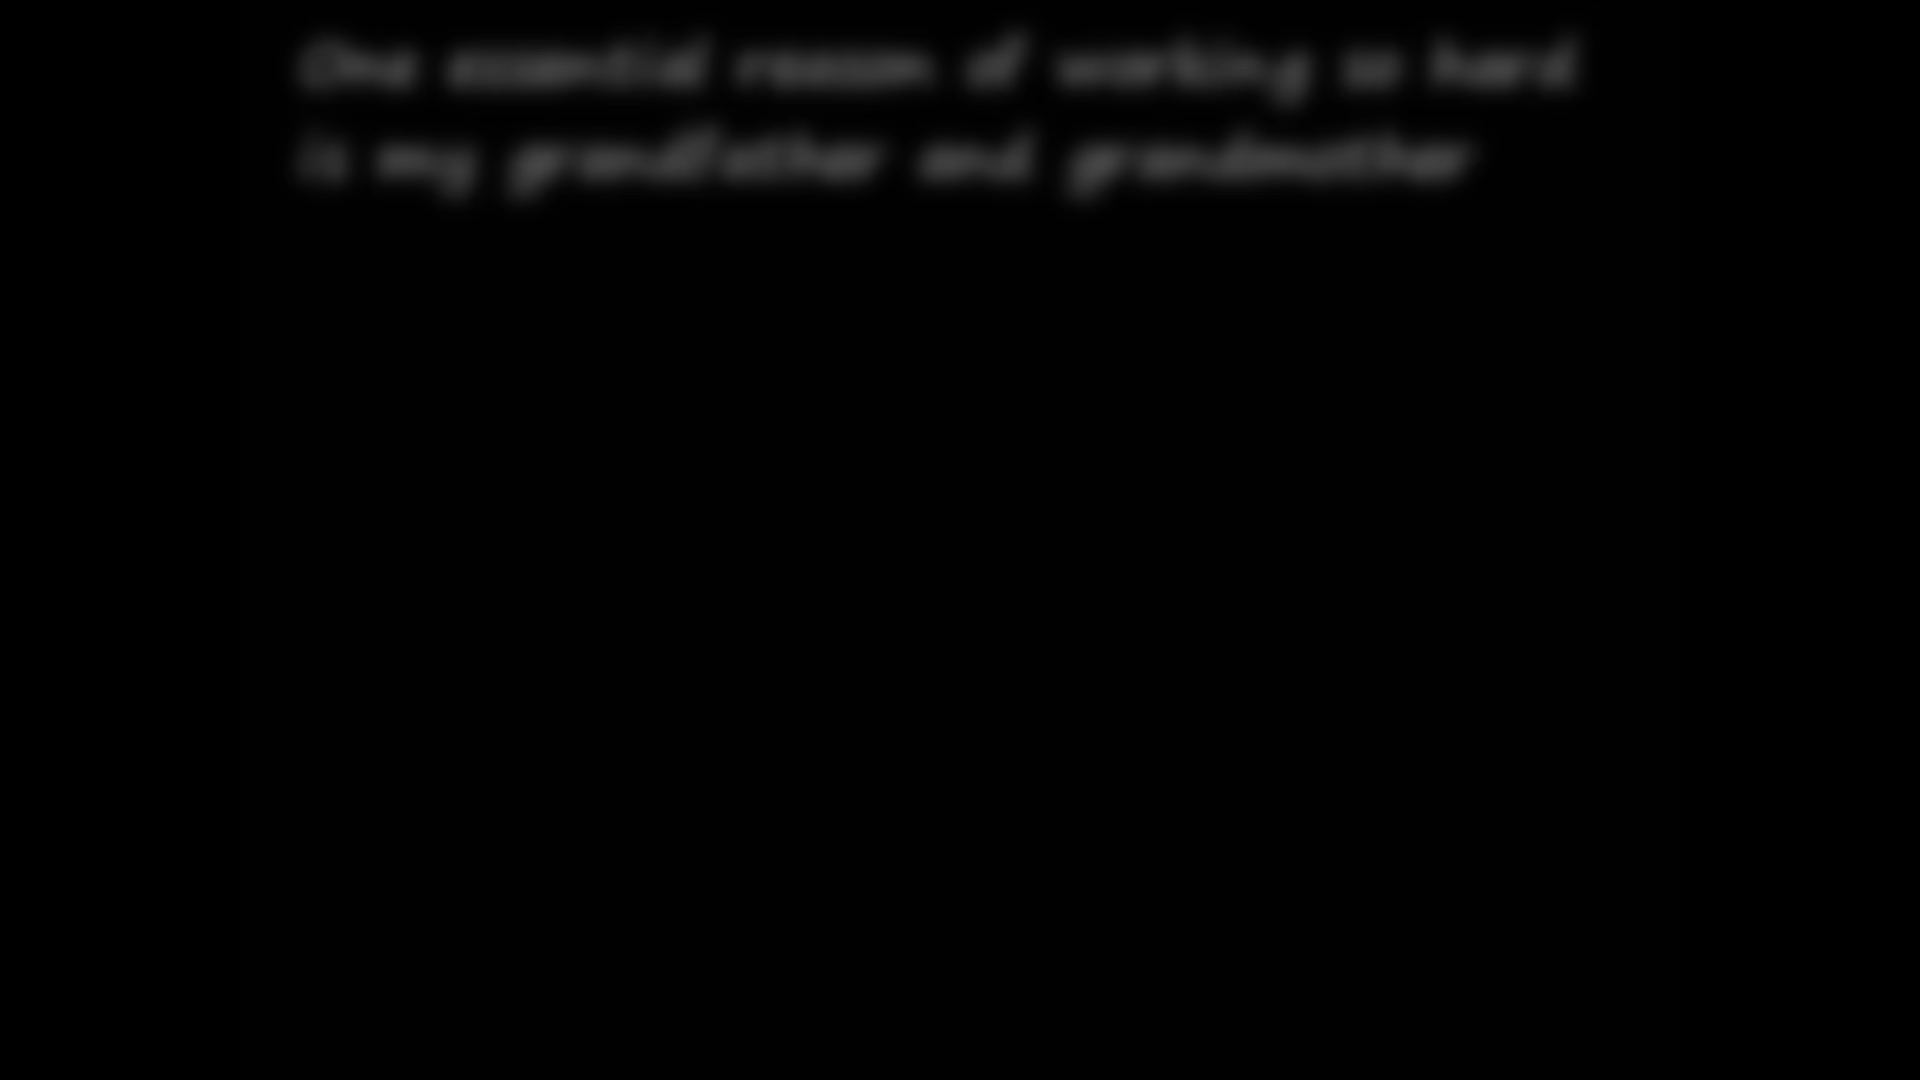 One essential reason of working so hard
is my grandfather and grandmother